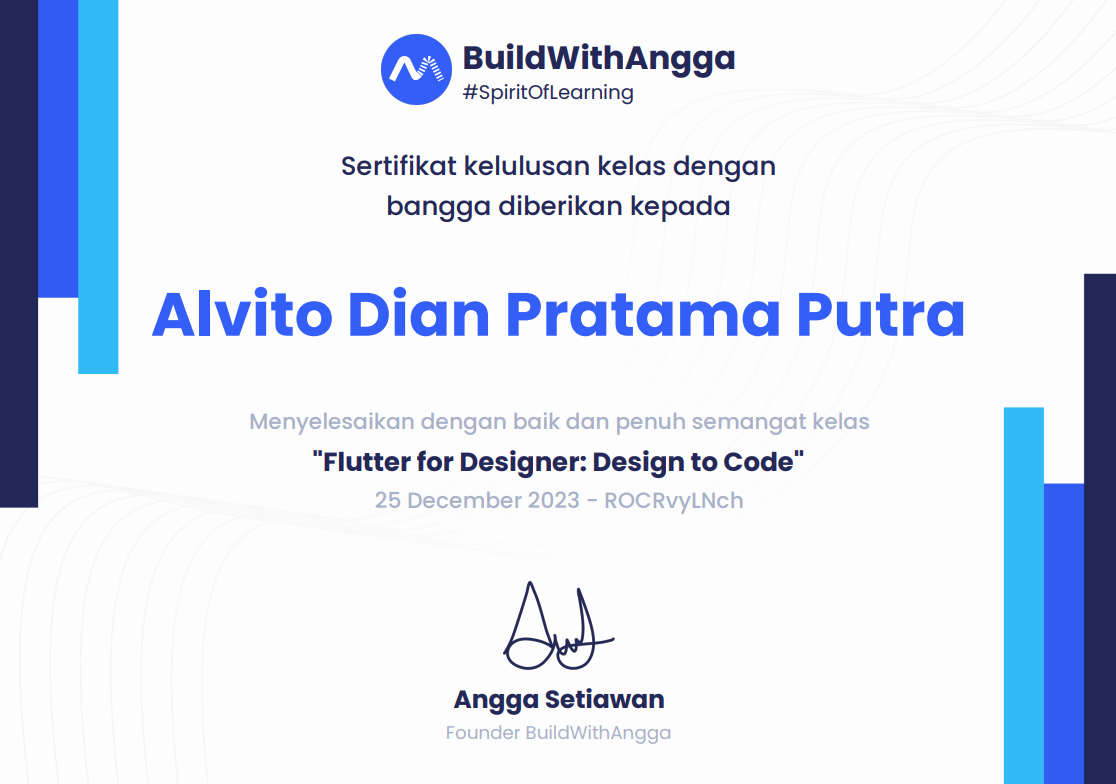 BuildWithAngga
#SpiritOfLearning
Sertifikat kelulusan kelas dengan
bangga diberikan kepada
Alvito Dian Pratama Putra
Menyelesaikan dengan baik dan penuh semangat kelas
"Flutter for Designer: Design to Code"
25 December 2023 - ROCRvyLNch
Angga Setiawan
Founder BuildWithAngga